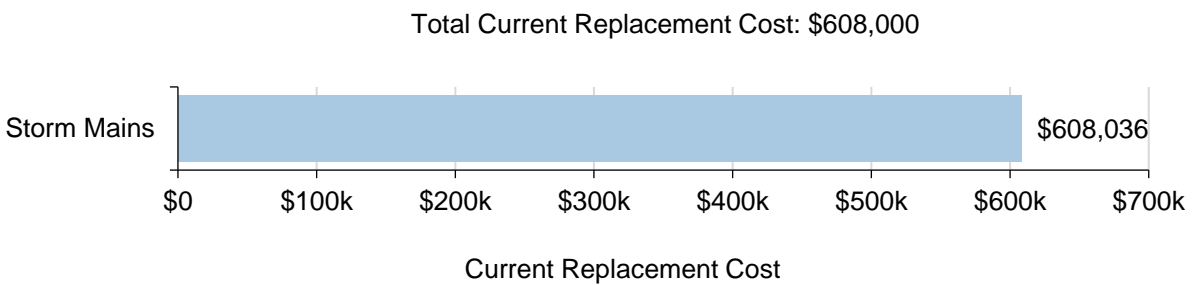 Total Current Replacement Cost: $608,000
Storm Mains
$608,036
$0 $100k $200k $300k $400k $500k $600k $700k
Current Replacement Cost